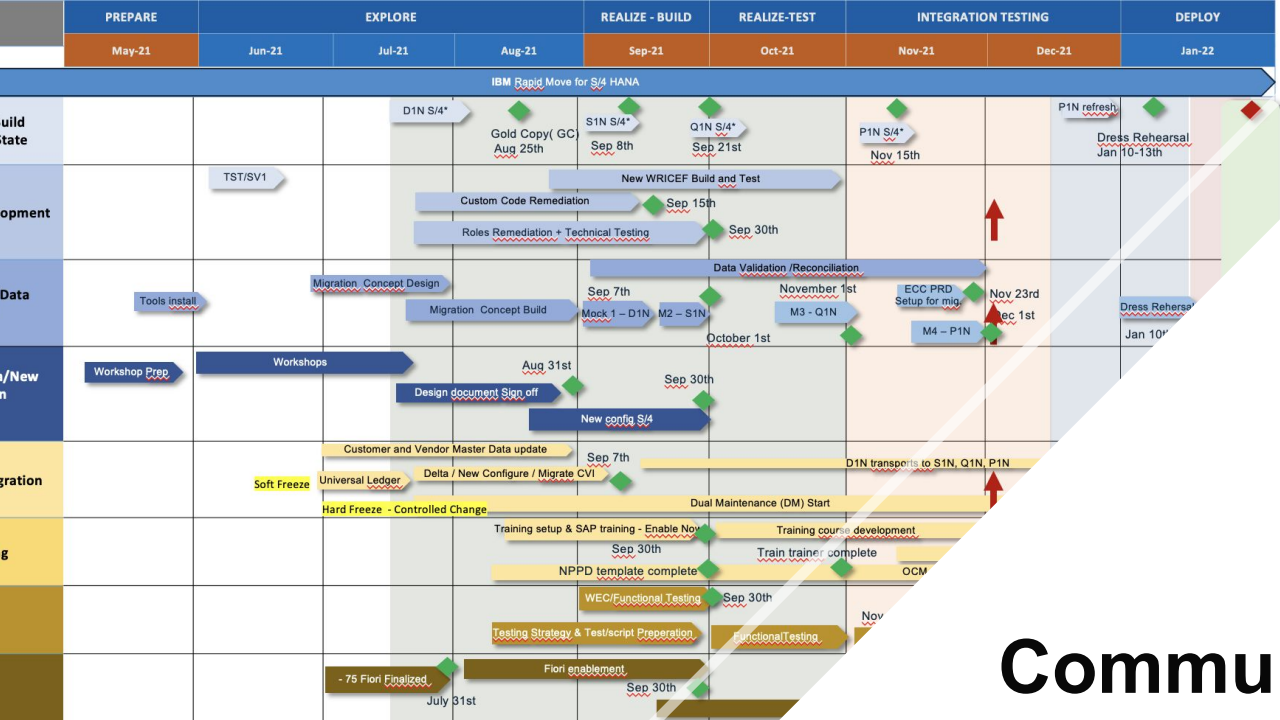 PREPARE
EXPLORE
REALIZE - BUILD
REALIZE-TEST
INTEGRATION TESTING
DEPLOY
May-21
Jun-21
Jul-21
Aug-21
Sep-21
Oct-21
Nov-21
Dec-21
Jan-22
IBM Rapid Move for S/4 HANA
uild
State
D1N S/4*
Gold Copy( GC)
Aug 25th
S1N S/4*
Sep 8th
Q1N S/4*
Sep 21st
P1N S/4*
Nov 15th
P1N refresh
Dress Rehearsal
Jan 10-13th
opment
TST/SV1
New WRICEF Build and Test
Custom Code Remediation
Sep 15th
Roles Remediation + Technical Testing
Sep 30th
Data
Data Validation /Reconciliation
Tools install
Migration Concept Design
Migration Concept Build
Sep 7th
Mock 1 – D1N
M2 – S1N
October 1st
November 1st
M3 - Q1N
ECC PRD
Setup for mig
Nov 23rd
Dec 1st
M4 – P1N
Dress Rehersal
Jan 10t
n/New
n
Workshop Prep
Workshops
Aug 31st
Design document Sign off
Sep 30th
New config S/4
gration
Customer and Vendor Master Data update
Sep 7th
D1N transports to S1N, Q1N, P1N
Soft Freeze
Universal Ledger
Delta / New Configure / Migrate CVI
Hard Freeze - Controlled Change
Dual Maintenance (DM) Start
g
Training setup & SAP training - Enable Now
Training course development
Sep 30th
Train trainer complete
NPPD template complete
OCM
WEC/Functional Testing
Sep 30th
Testing Strategy & Test/script Preperation
FunctionalTesting
Nov
- 75 Fiori Finalized
July 31st
Fiori enablement
Sep 30th
Commu